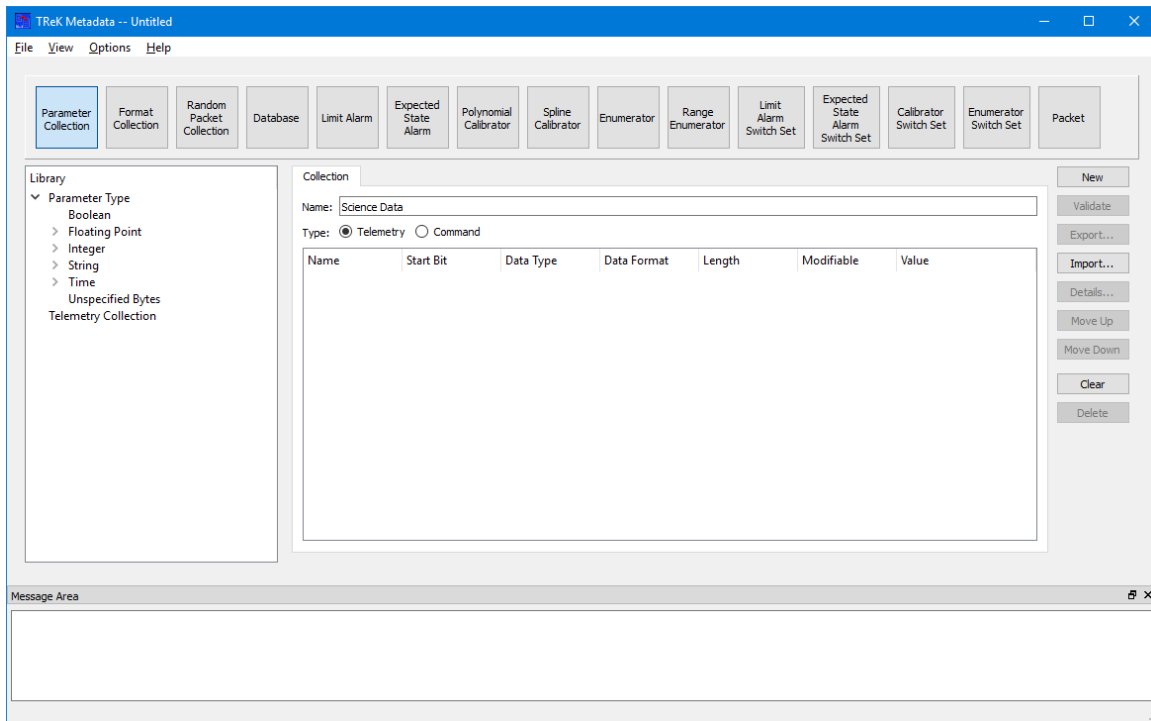 TReK Metadata -- Untitled
File View Options Help
Parameter Collection
Format Collection
Random Packet Collection
Database
Limit Alarm
Expected State Alarm
Polynomial Calibrator
Spline Calibrator
Enumerator
Range Enumerator
Limit Alarm Switch Set
Expected State Alarm Switch Set
Calibrator Switch Set
Enumerator Switch Set
Packet
Library
Parameter Type
Boolean
Floating Point
Integer
String
Time
Unspecified Bytes
Telemetry Collection
Collection
Name: Science Data
Type: Telemetry Command
Name Start Bit Data Type Data Format Length Modifiable Value
New
Validate
Export...
Import...
Details...
Move Up
Move Down
Clear
Delete
Message Area